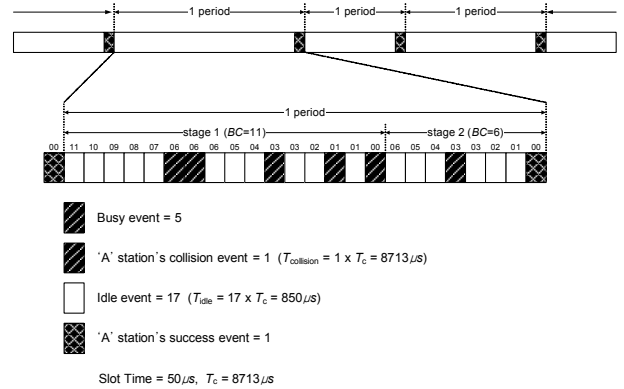 1 period 1 period 1 period
1 period
stage 1 (BC=11) stage 2 (BC=6)
00 11 10 09 08 07 06 06 06 05 04 03 03 02 01 01 00 06 05 04 03 03 02 01 00
Busy event = 5
'A' station's collision event = 1 (Tcollision = 1 x Tc = 8713μs)
Idle event = 17 (Tidle = 17 x Tc = 850μs)
'A' station's success event = 1
Slot Time = 50μs, Tc = 8713μs